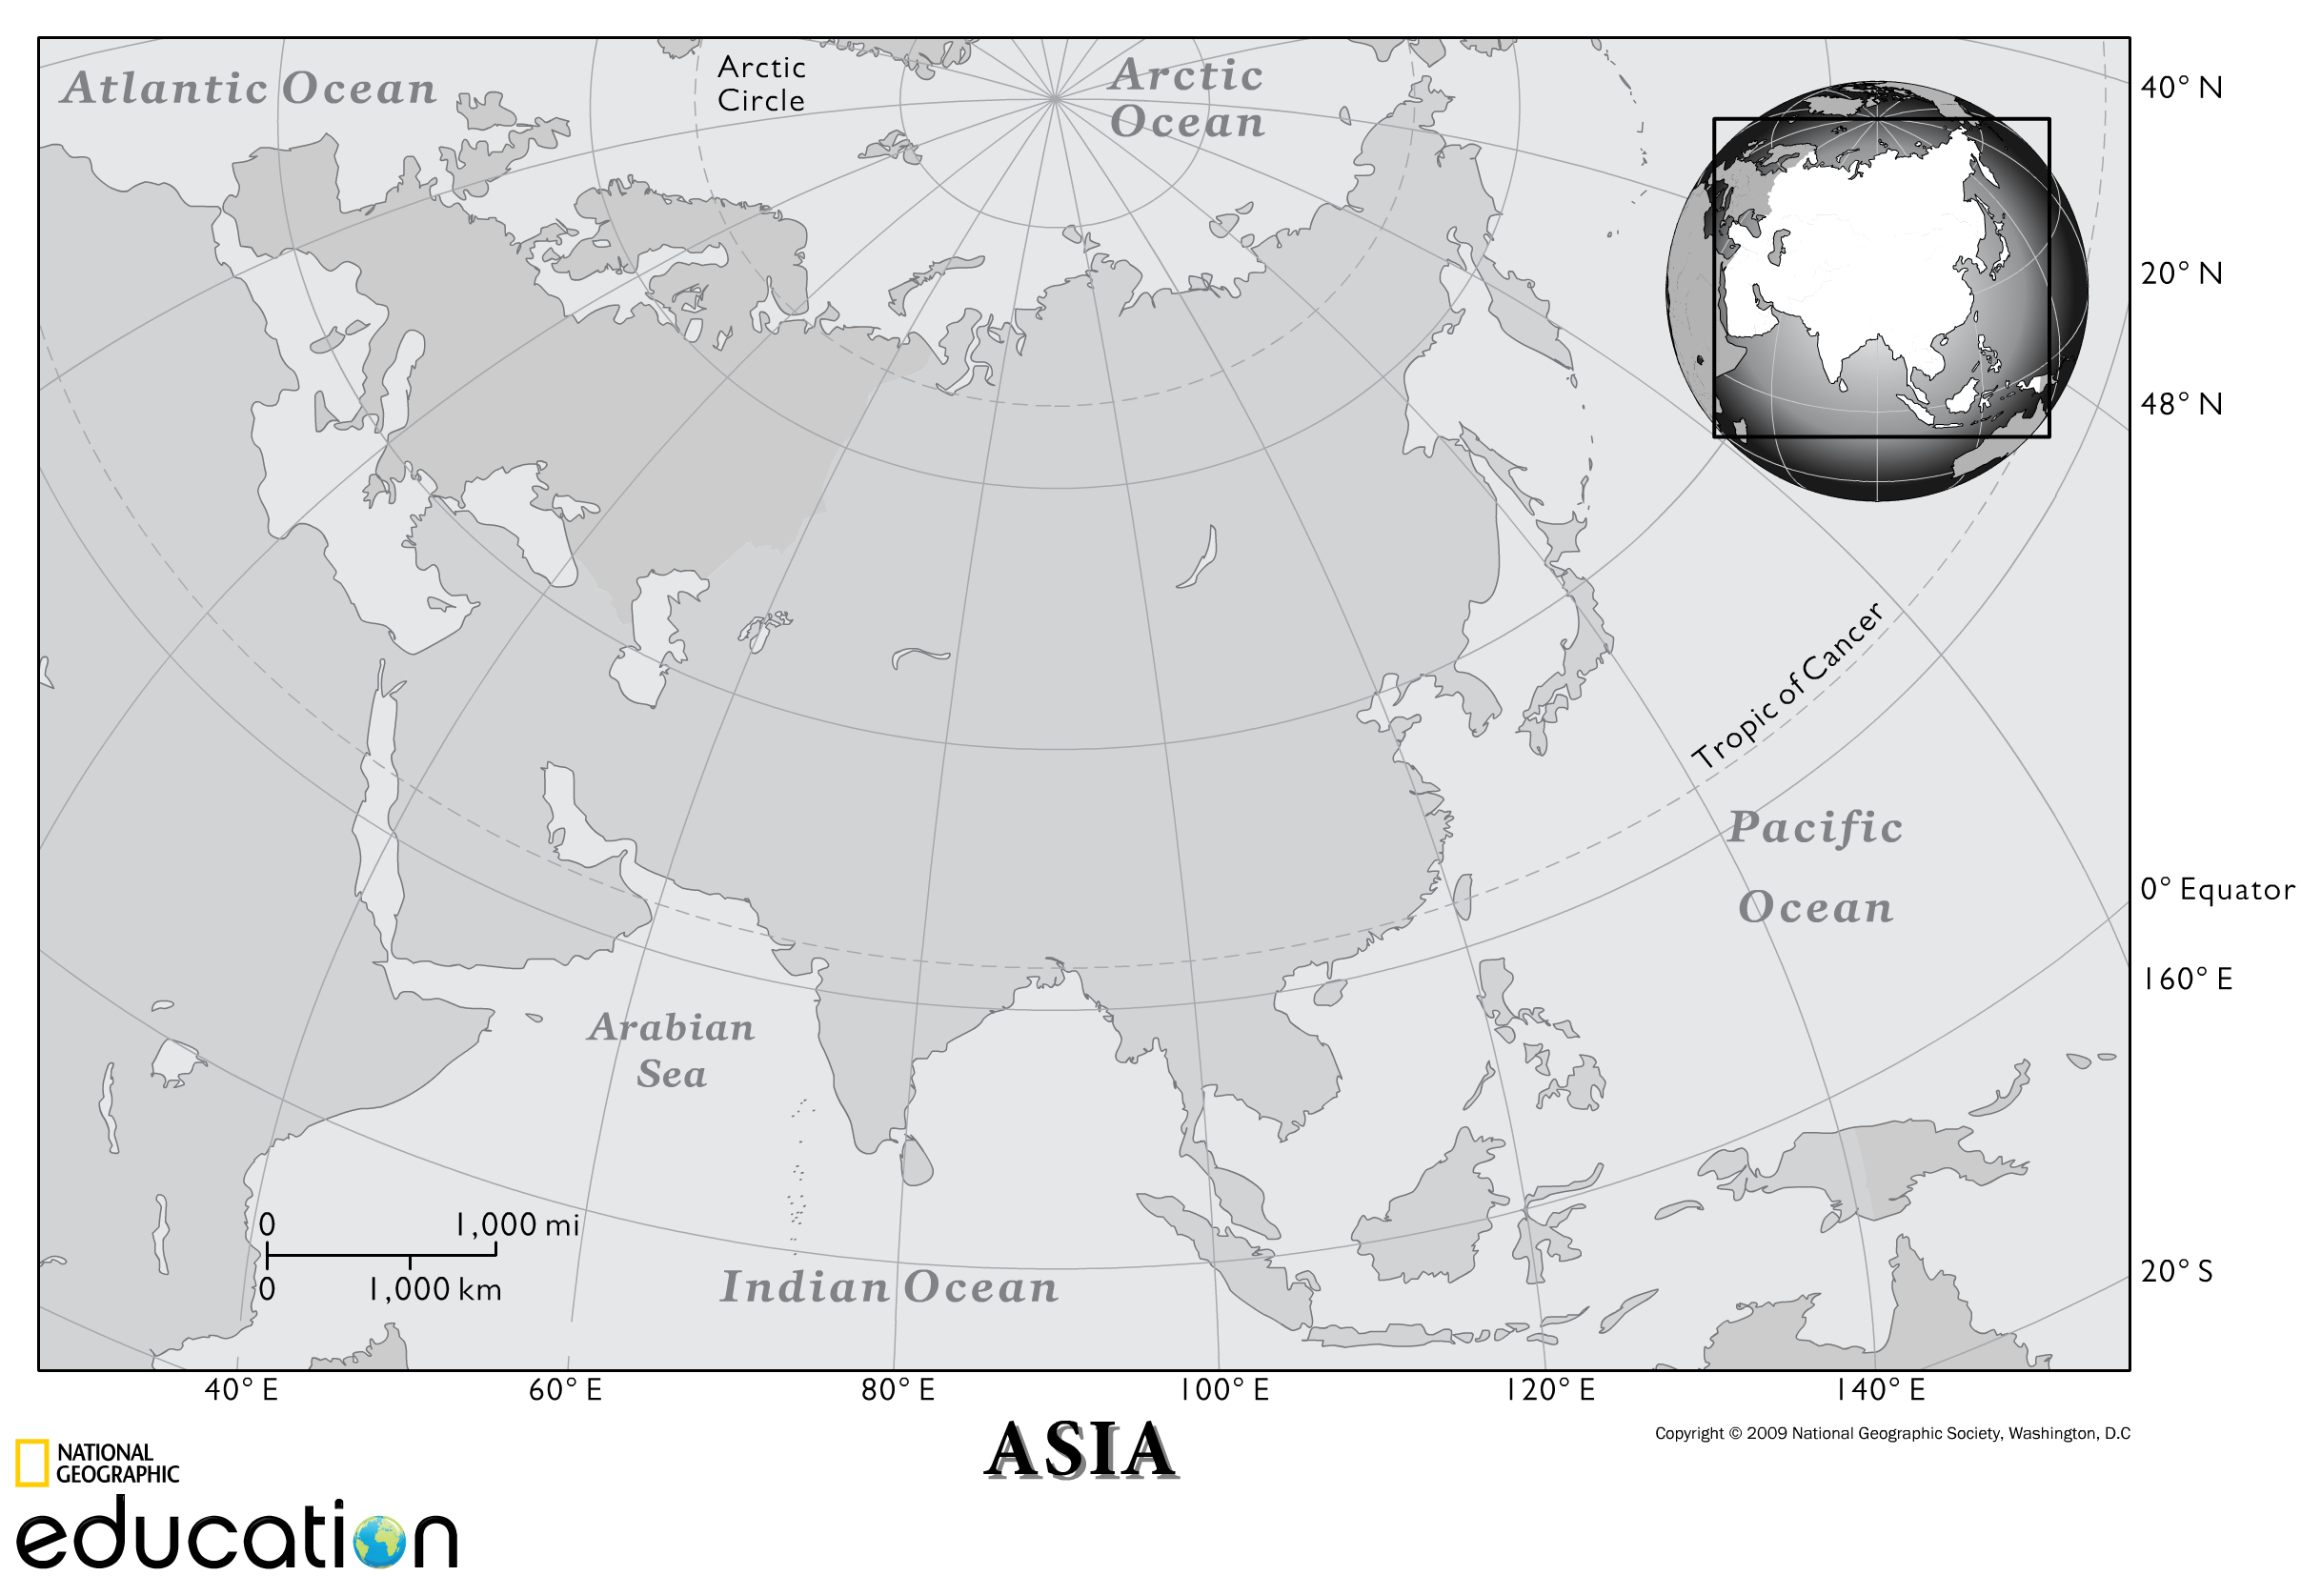 Atlantic Ocean
Arctic
Circle
Arctic
Ocean
40° N
20° N
48° N
Tropic of Cancer
Pacific
Ocean
0° Equator
160° E
Arabian
Sea
0 1,000 mi
0 1,000 km
Indian Ocean
20° S
40° E 60° E 80° E 100° E 120° E 140° E
ASIA
Copyright © 2009 National Geographic Society, Washington, D.C
NATIONAL
GEOGRAPHIC
education